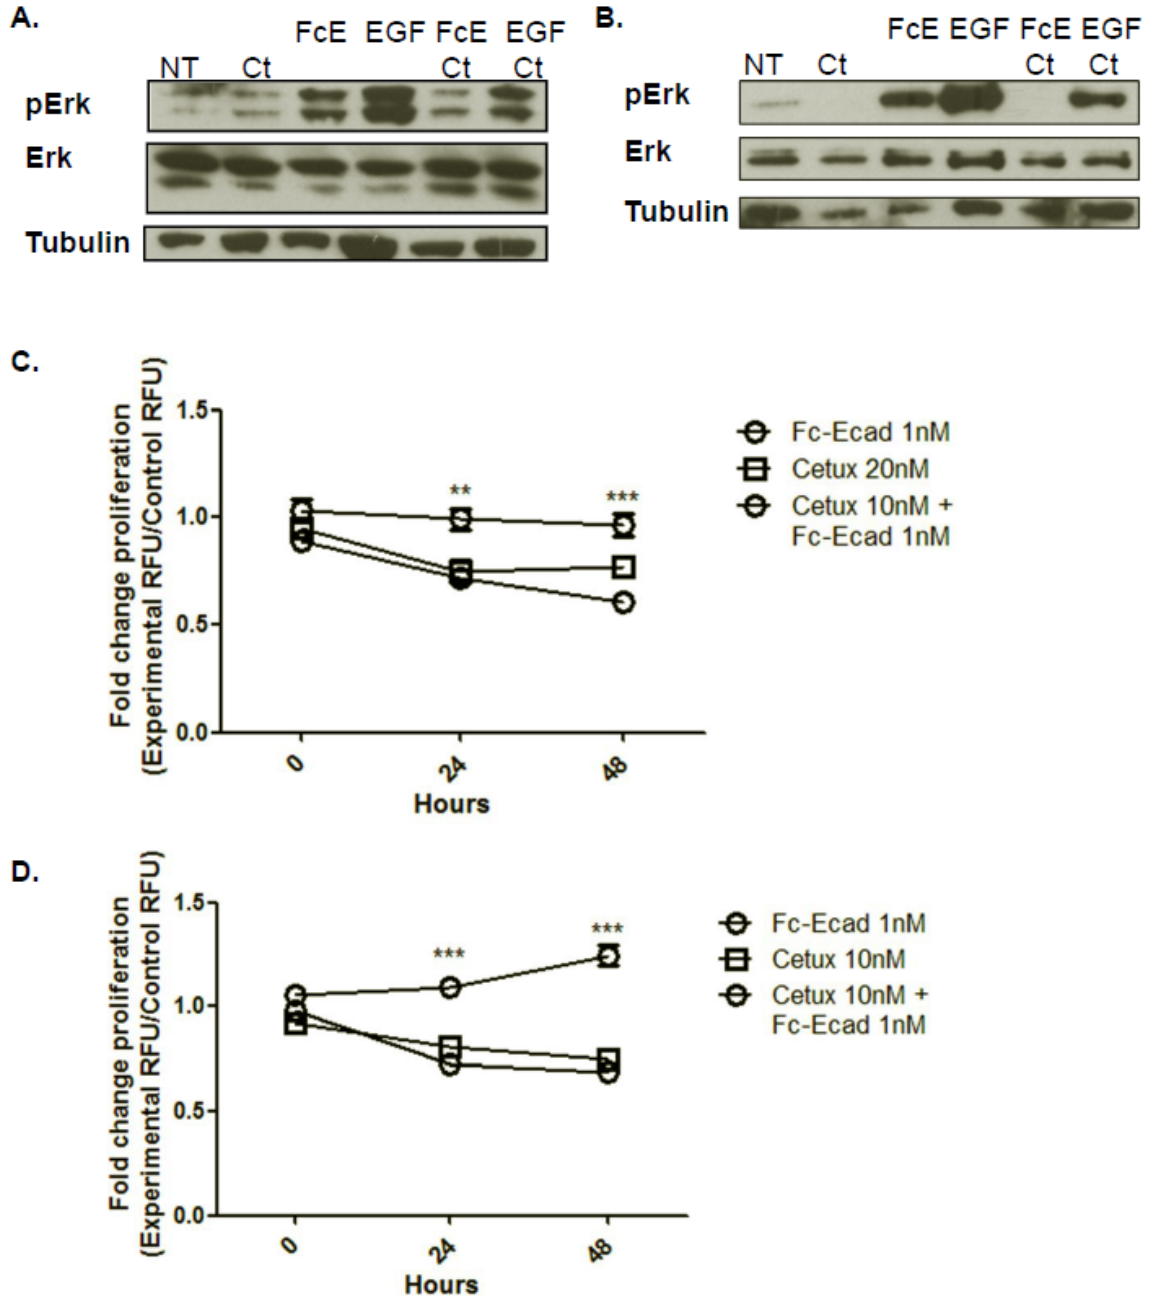 A.
FcE EGF FcE EGF
NT Ct Ct Ct
pErk
Erk
Tubulin
B.
FcE EGF FcE EGF
NT Ct Ct Ct
pErk
Erk
Tubulin
C.
Fold change proliferation
(Experimental RFU/Control RFU)
1.5
1.0
0.5
0.0
**
***
0
24
48
Hours
Fc-Ecad 1nM
Cetux 20nM
Cetux 10nM +
Fc-Ecad 1nM
D.
Fold change proliferation
(Experimental RFU/Control RFU)
1.5
1.0
0.5
0.0
***
***
0
24
48
Hours
Fc-Ecad 1nM
Cetux 10nM
Cetux 10nM +
Fc-Ecad 1nM